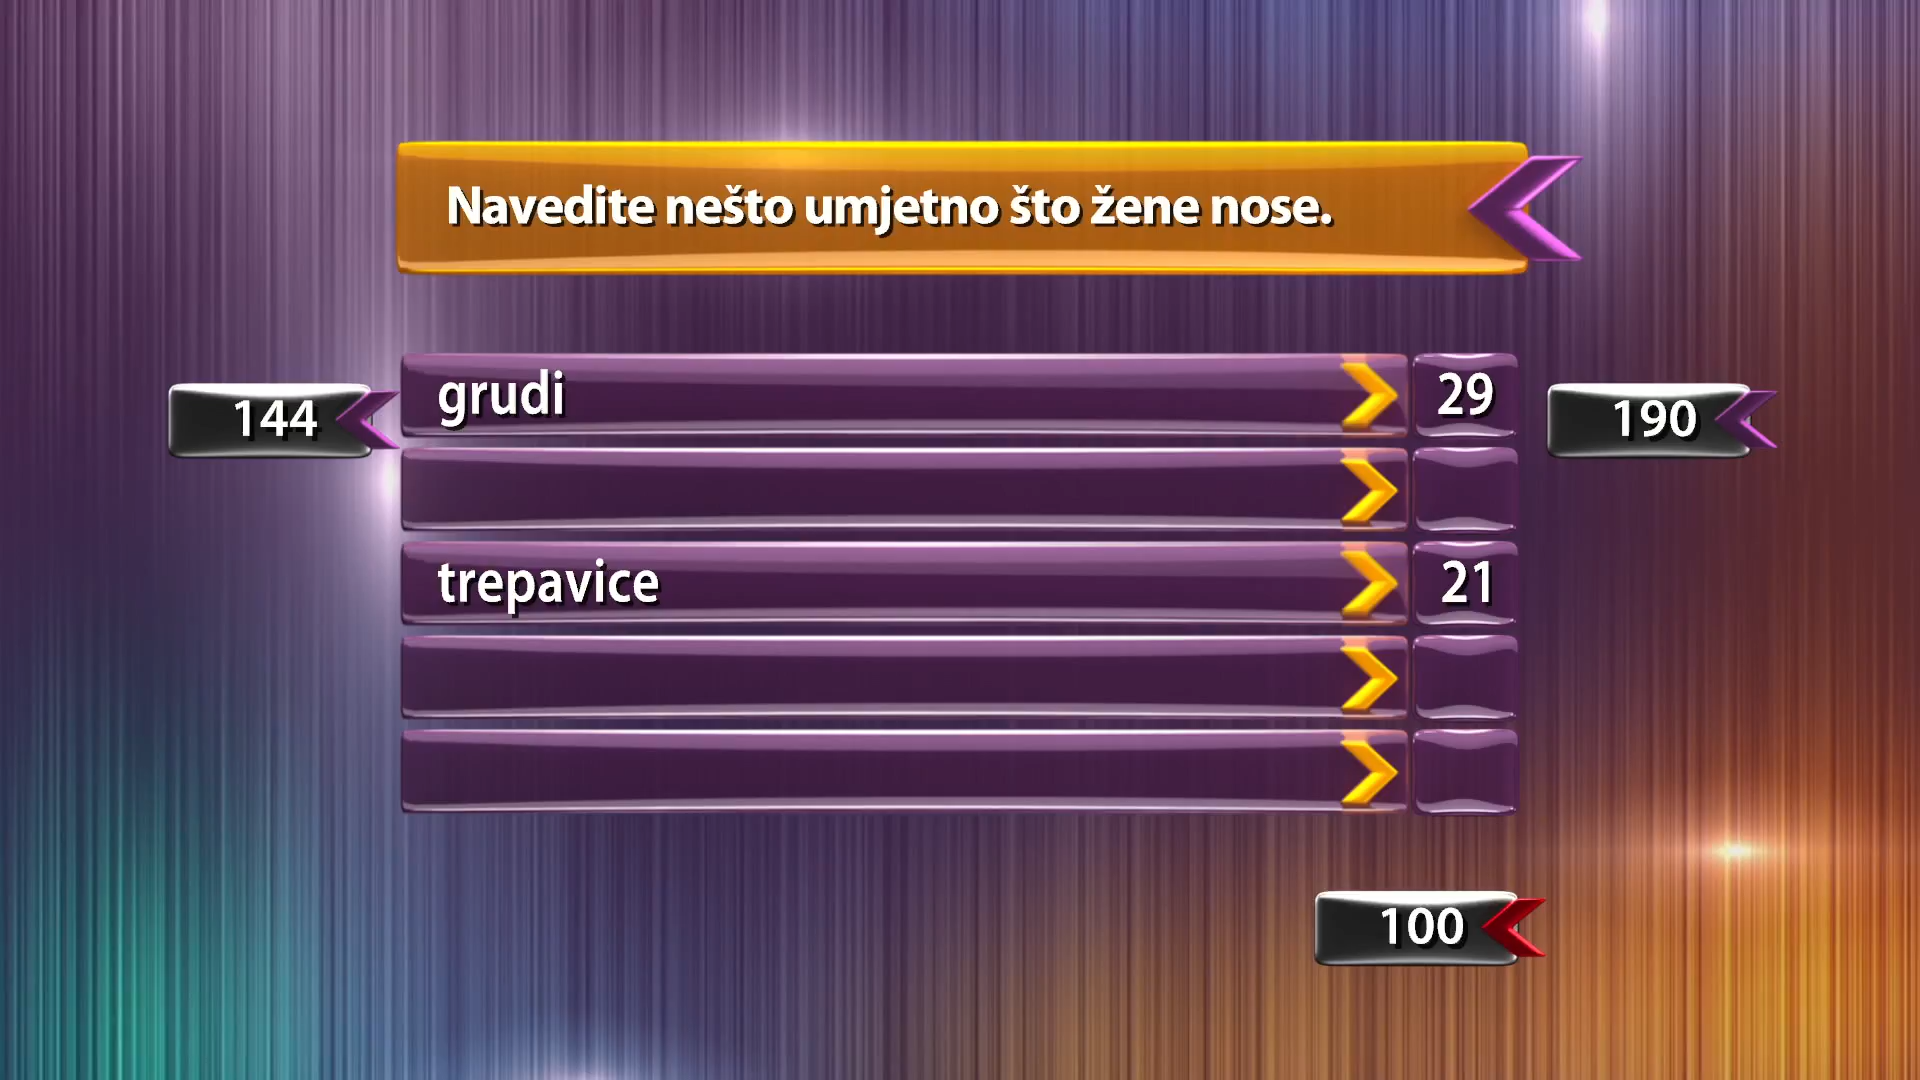 Navedite nešto umjetno što žene nose.
grudi 29
144
190
trepavice 21
100